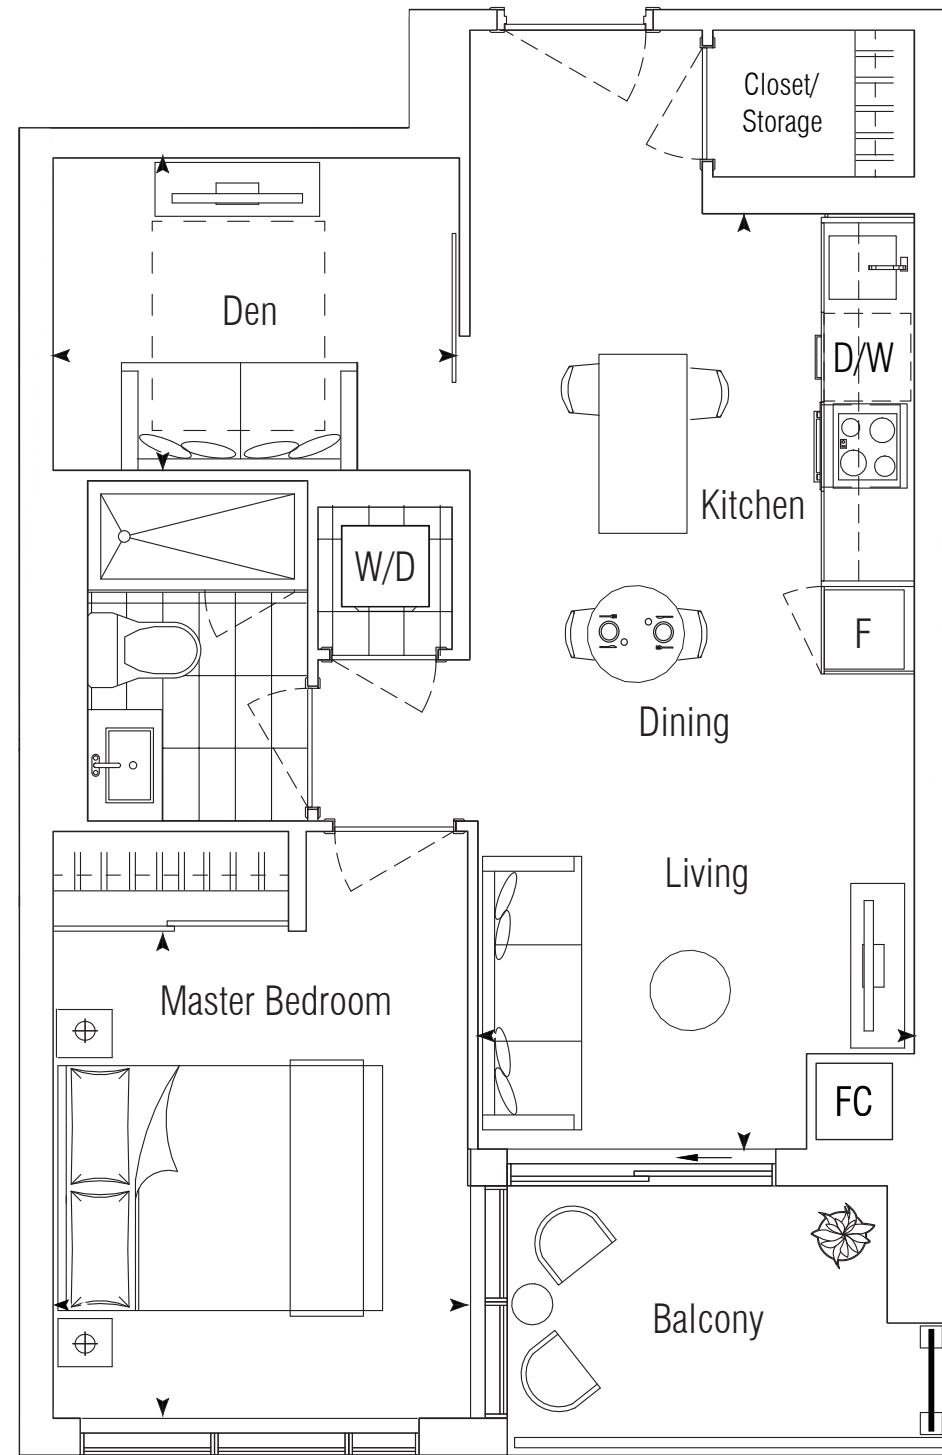 Closet/
Storage
Den
D/W
Kitchen
W/D
F
Dining
Living
Master Bedroom
FC
Balcony